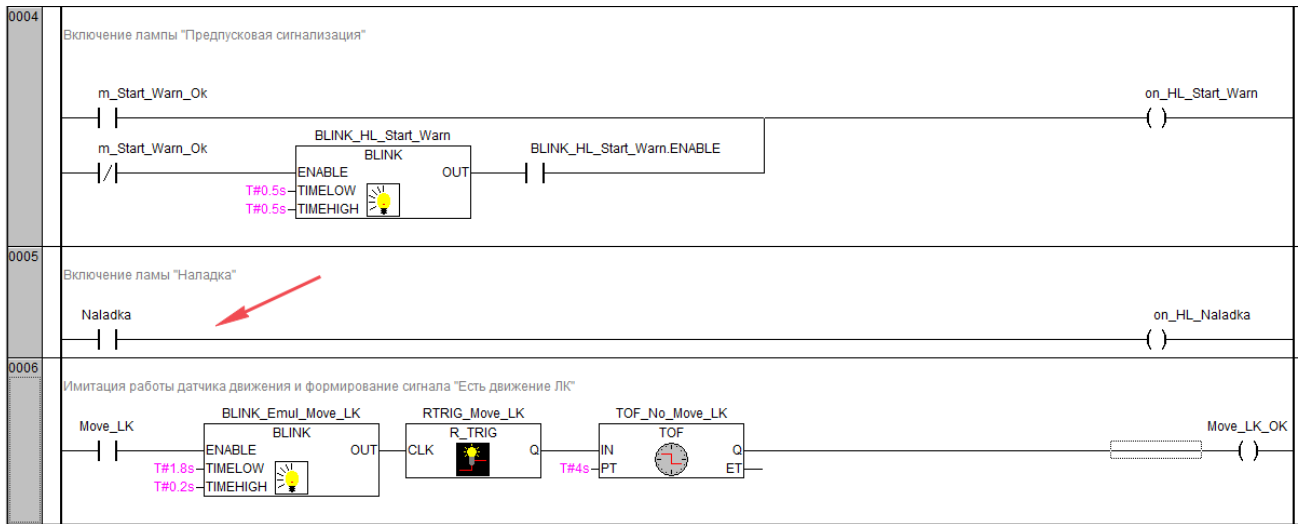 0004
Включение лампы "Предпусковая сигнализация"
m_Start_Warn_Ok
on_HL_Start_Warn
m_Start_Warn_Ok
BLINK_HL_Start_Warn
BLINK
BLINK_HL_Start_Warn.ENABLE
ENABLE OUT
T#0.5s TIMELOW
T#0.5s TIMEHIGH
0005
Включение ламы "Наладка"
Naladka
on_HL_Naladka
0006
Имитация работы датчика движения и формирование сигнала "Есть движение ЛК"
Move_LK
BLINK_Emul_Move_LK
BLINK
ENABLE OUT
T#1.8s TIMELOW
T#0.2s TIMEHIGH
RTRIG_Move_LK
R_TRIG
CLK Q
TOF_No_Move_LK
TOF
IN Q
T#4s PT ET
Move_LK_OK